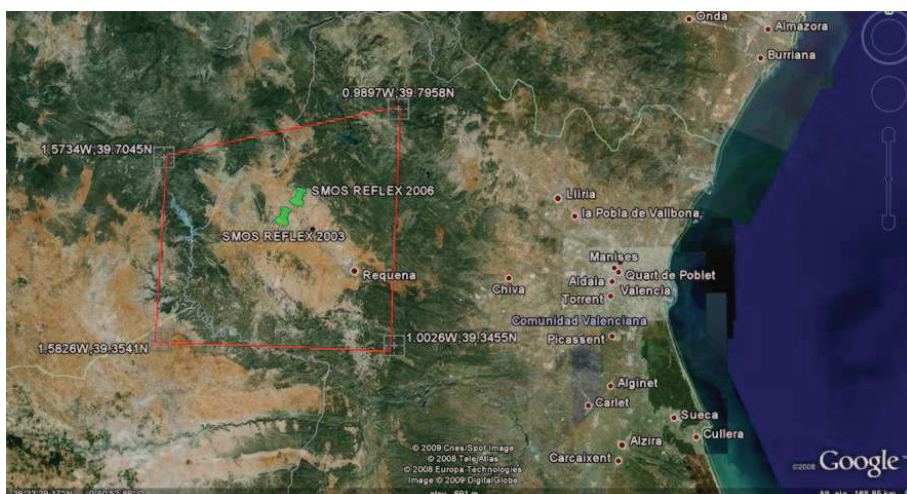 Onda
Almazora
Burriana
0.9897W,39.7958N
1.5734W,39.7045N
SMOS REFLEX 2006
Llíria
la Pobla de Vallbona
SMOS REFLEX 2003
Manises
Requena
Quart de Poblet
Aldaia
Chiva
Valencia
Torrent
Comunidad Valenciana
1.5826W,39.3541N
1.0026W,39.3455N
Picassent
Alginet
Carlet
Sueca
Cullera
Alzira
Carcaixent
© 2009 Cnes/Spot Image
© 2008 Tele Atlas
© 2008 Europa Technologies
Image © 2009 DigitalGlobe
©2008 Google